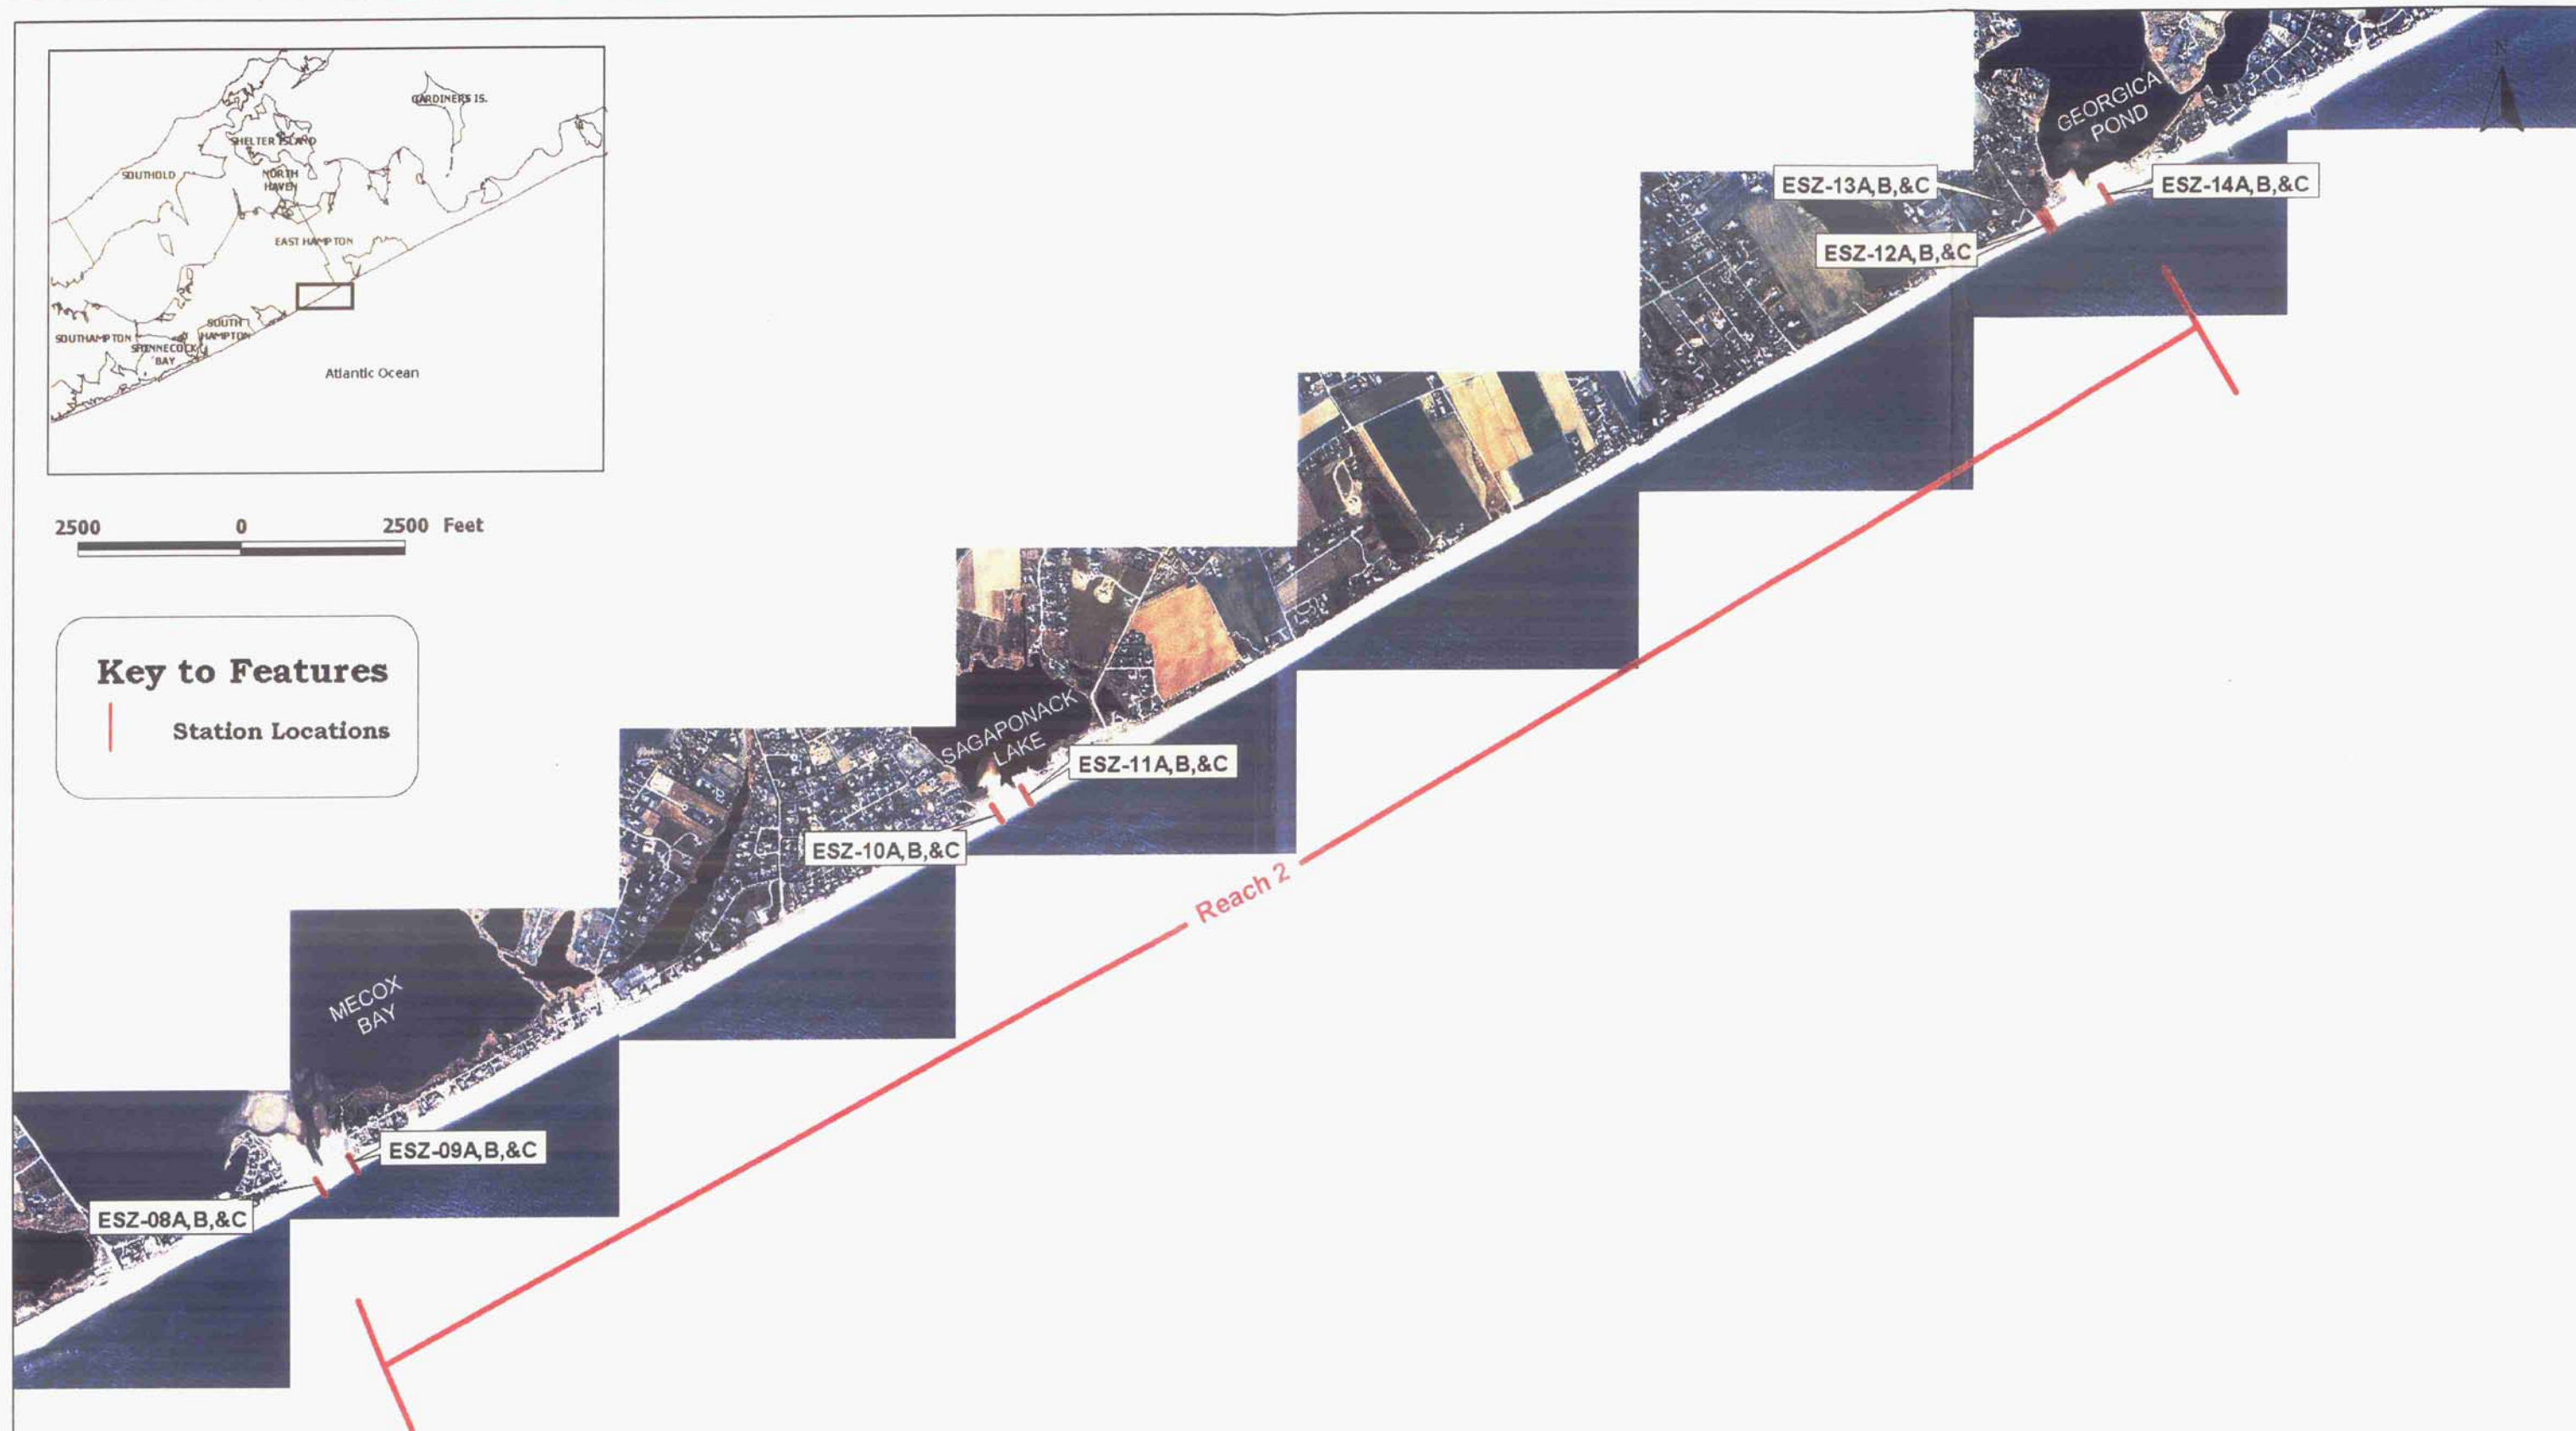 GARDINERS IS.
SHELTER ISLAND
SOUTHOLD
NORTH
HAVEN
EAST HAMPTON
SOUTHAMPTON
SOUTH
HAMPTON
SHINNECOCK
BAY
Atlantic Ocean
2500 0 2500 Feet
Key to Features
Station Locations
N
GEORGICA
POND
ESZ-13A,B,&C
ESZ-14A,B,&C
ESZ-12A,B,&C
SAGAPONACK
LAKE
ESZ-11A,B,&C
ESZ-10A,B,&C
Reach 2
MECOX
BAY
ESZ-09A,B,&C
ESZ-08A,B,&C